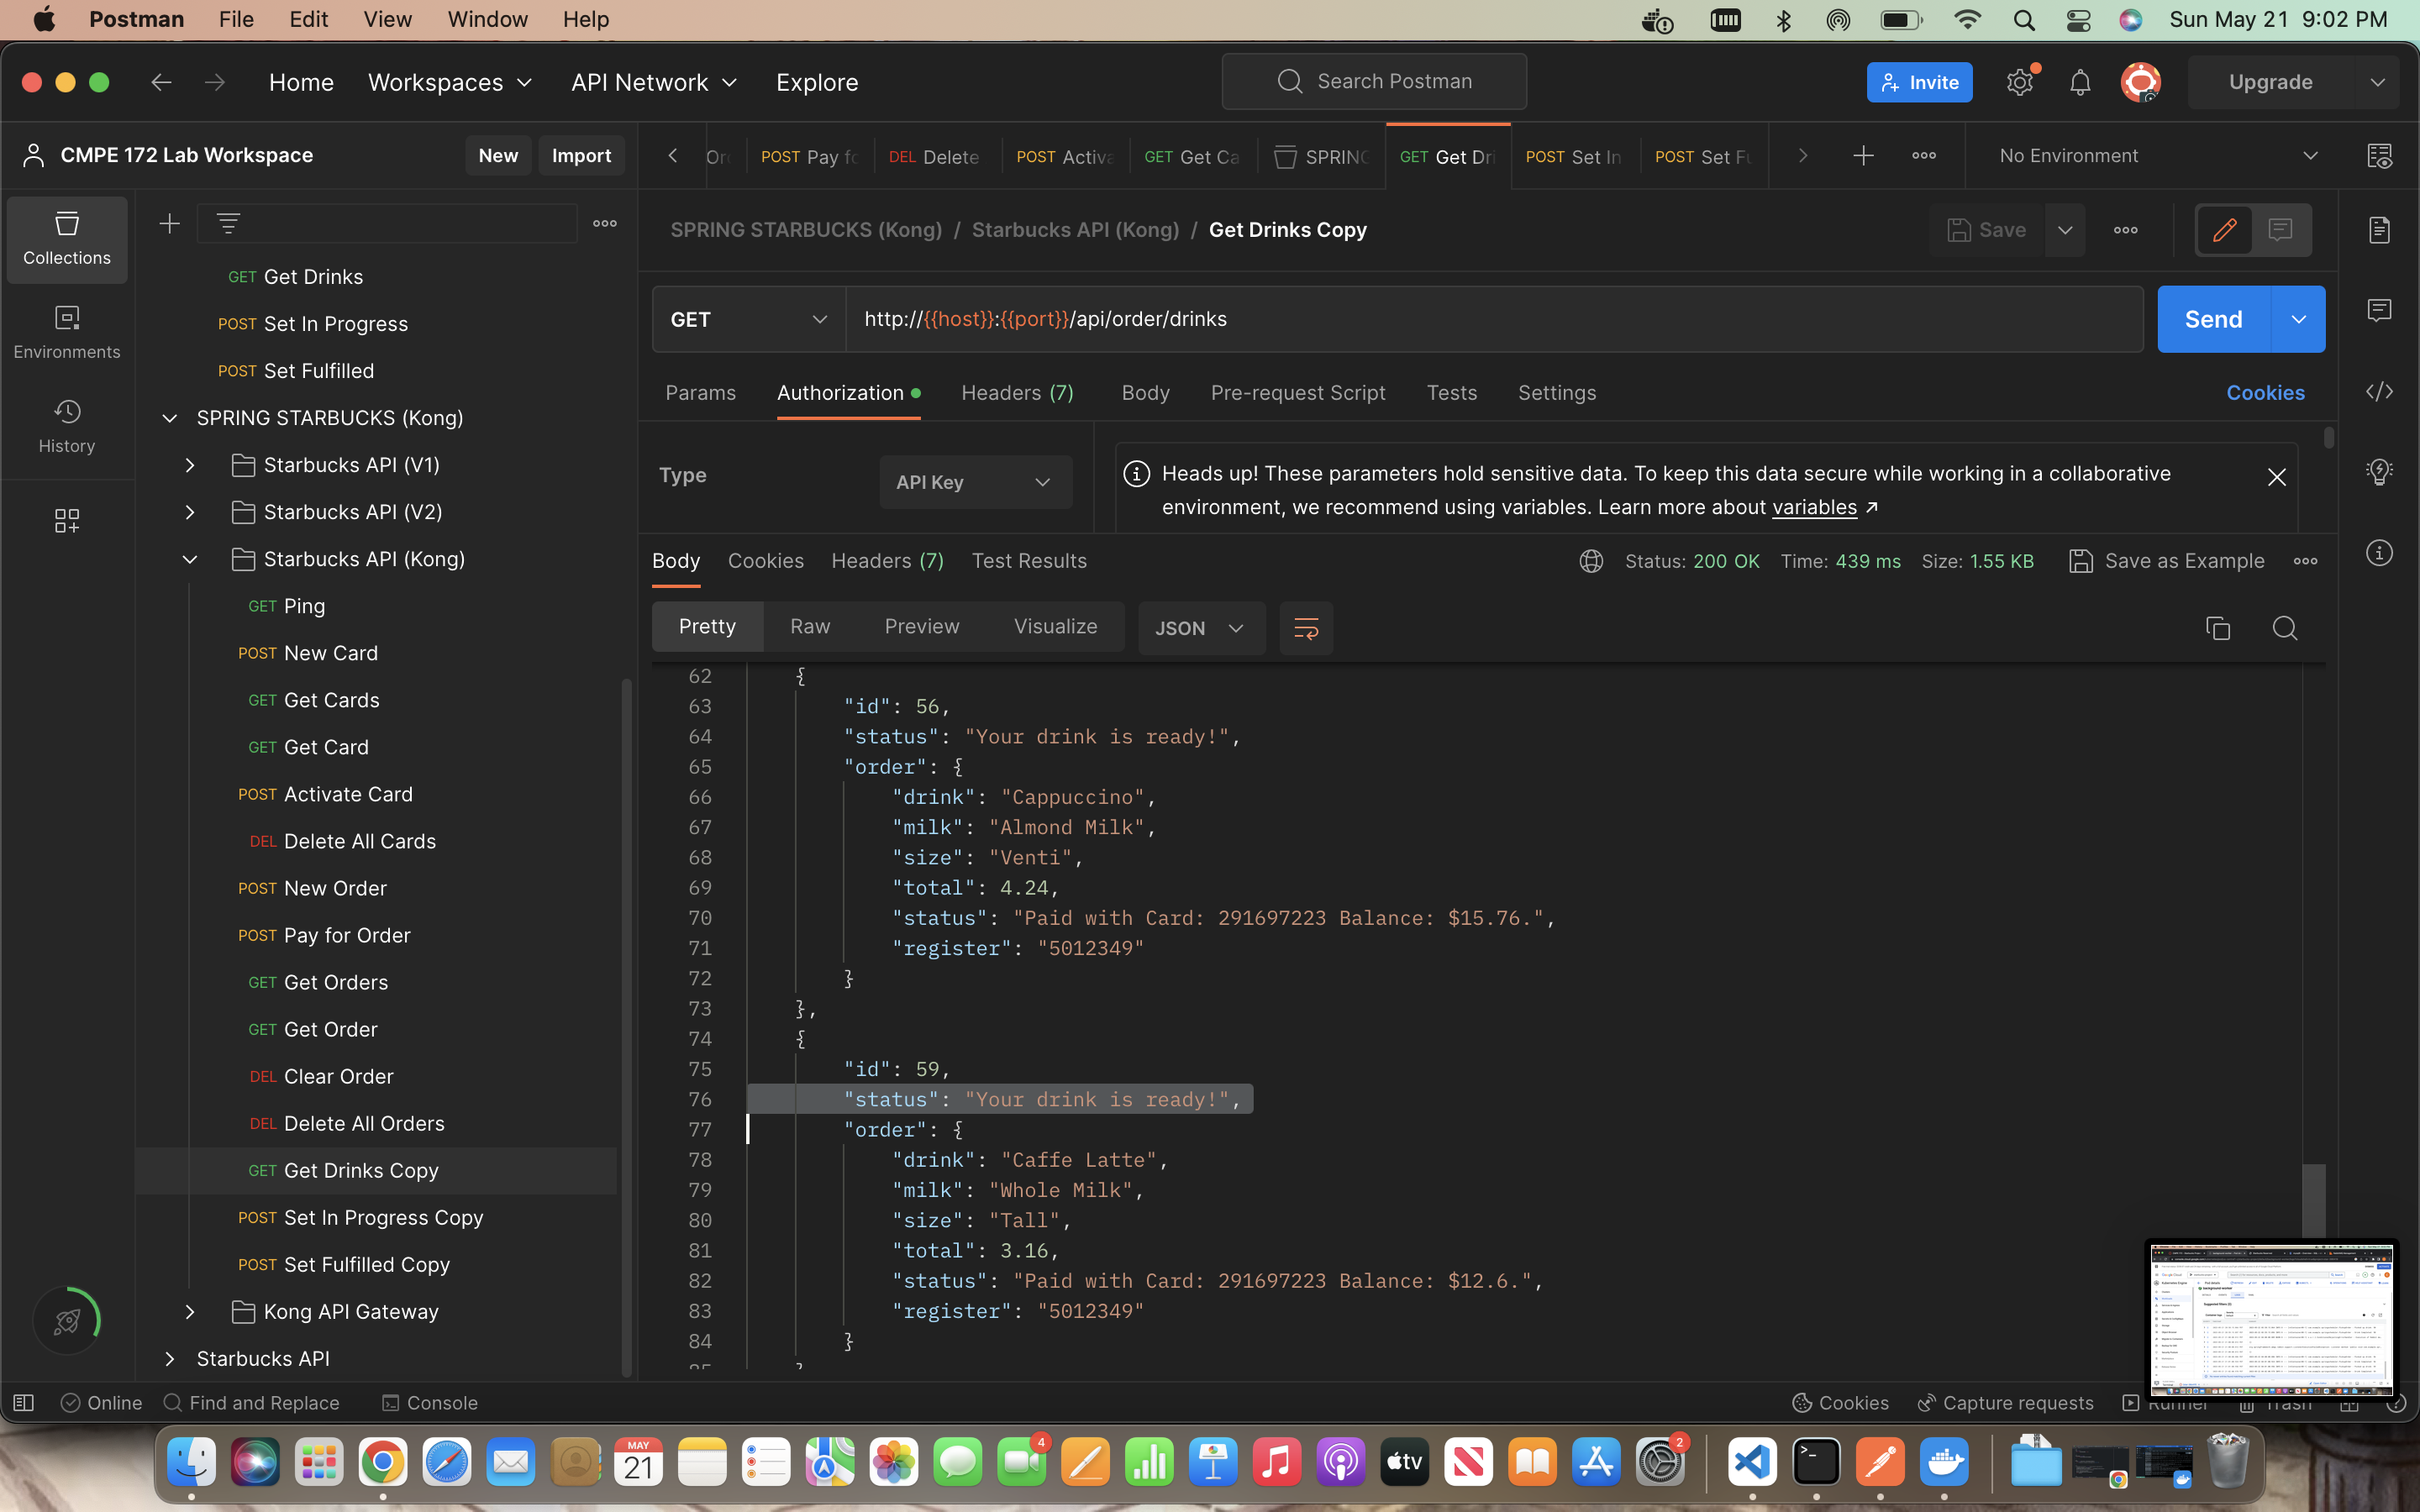 Postman File Edit View Window Help Sun May 21 9:02 PM
Home Workspaces API Network Explore Search Postman Invite Upgrade
CMPE 172 Lab Workspace New Import
POST Pay fo DEL Delete POST Activa GET Get Ca SPRING GET Get Dri POST Set In POST Set Fu No Environment
SPRING STARBUCKS (Kong) / Starbucks API (Kong) / Get Drinks Copy Save
Collections
Environments
History
GET Get Drinks
POST Set In Progress
POST Set Fulfilled
SPRING STARBUCKS (Kong)
Starbucks API (V1)
Starbucks API (V2)
Starbucks API (Kong)
GET Ping
POST New Card
GET Get Cards
GET Get Card
POST Activate Card
DEL Delete All Cards
POST New Order
POST Pay for Order
GET Get Orders
GET Get Order
DEL Clear Order
DEL Delete All Orders
GET Get Drinks Copy
POST Set In Progress Copy
POST Set Fulfilled Copy
Kong API Gateway
Starbucks API
GET http://{{host}}:{{port}}/api/order/drinks Send
Params Authorization Headers (7) Body Pre-request Script Tests Settings Cookies
Type API Key
Heads up! These parameters hold sensitive data. To keep this data secure while working in a collaborative
environment, we recommend using variables. Learn more about variables ↗
Body Cookies Headers (7) Test Results Status: 200 OK Time: 439 ms Size: 1.55 KB Save as Example
Pretty Raw Preview Visualize JSON
62 {
63 "id": 56,
64 "status": "Your drink is ready!",
65 "order": {
66 "drink": "Cappuccino",
67 "milk": "Almond Milk",
68 "size": "Venti",
69 "total": 4.24,
70 "status": "Paid with Card: 291697223 Balance: $15.76.",
71 "register": "5012349"
72 }
73 },
74 {
75 "id": 59,
76 "status": "Your drink is ready!",
77 "order": {
78 "drink": "Caffe Latte",
79 "milk": "Whole Milk",
80 "size": "Tall",
81 "total": 3.16,
82 "status": "Paid with Card: 291697223 Balance: $12.6.",
83 "register": "5012349"
84 }
Online Find and Replace Console Cookies Capture requests Runner Trash
4 MAY 21 tv 2